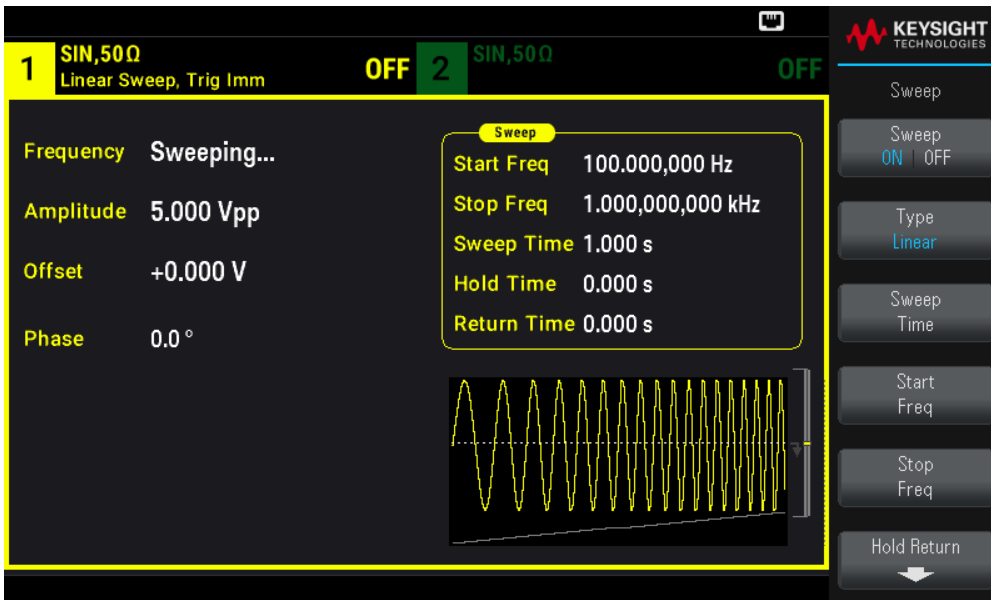 KEYSIGHT
TECHNOLOGIES
1
SIN,50Ω
Linear Sweep, Trig Imm
OFF
2
SIN,50Ω
OFF
Frequency Sweeping...
Amplitude 5.000 Vpp
Offset +0.000 V
Phase 0.0 °
Sweep
Start Freq 100.000,000 Hz
Stop Freq 1.000,000,000 kHz
Sweep Time 1.000 s
Hold Time 0.000 s
Return Time 0.000 s
Sweep
Sweep
ON | OFF
Type
Linear
Sweep
Time
Start
Freq
Stop
Freq
Hold Return